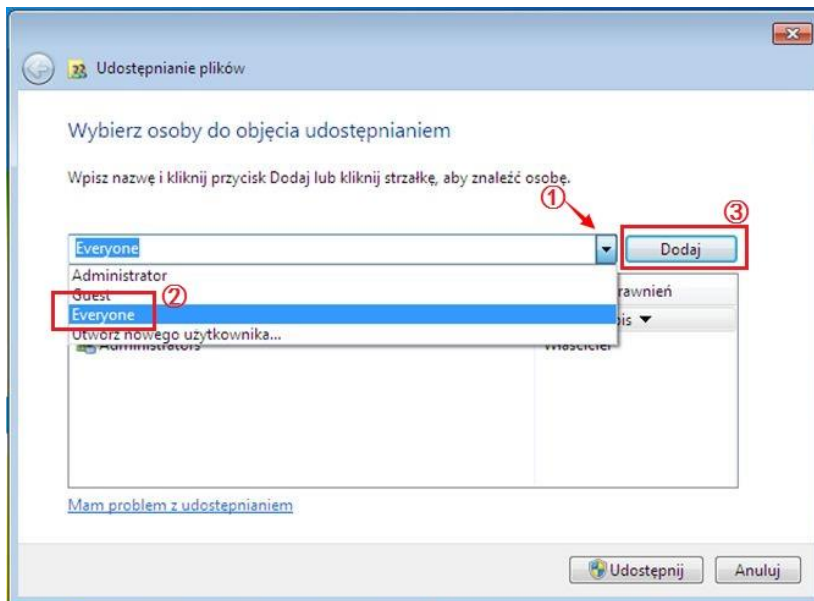 Udostępnianie plików
Wybierz osoby do objęcia udostępnianiem
Wpisz nazwę i kliknij przycisk Dodaj lub kliknij strzałkę, aby znaleźć osobę.
①
③
Everyone
Dodaj
Administrator
Guest
②
Everyone
Utwórz nowego użytkownika...
Administrators
Właściciel
Mam problem z udostępnianiem
Udostępnij
Anuluj